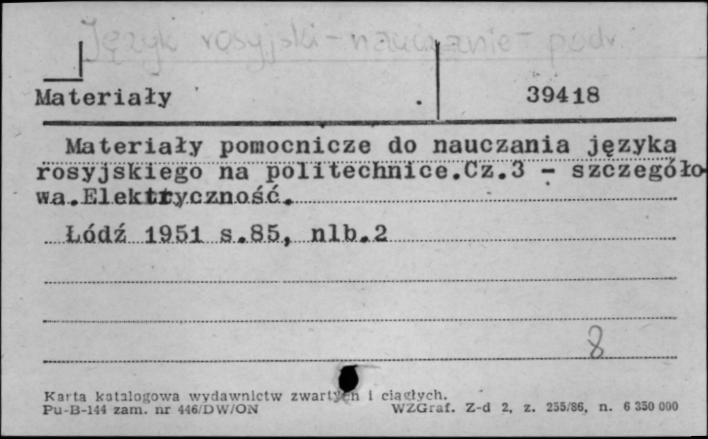 Język rosyjski - nauczanie - podr.
Materiały 39418
Materiały pomocnicze do nauczania języka
rosyjskiego na politechnice.Cz.3 - szczegóło-
wa.Elektryczność.
Łódź 1951 s.85, nlb.2
8
Karta katalogowa wydawnictw zwartych i ciągłych.
Pu-B-144 zam. nr 446/DW/ON WZGraf. Z-d 2, z. 255/86, n. 6 350 000